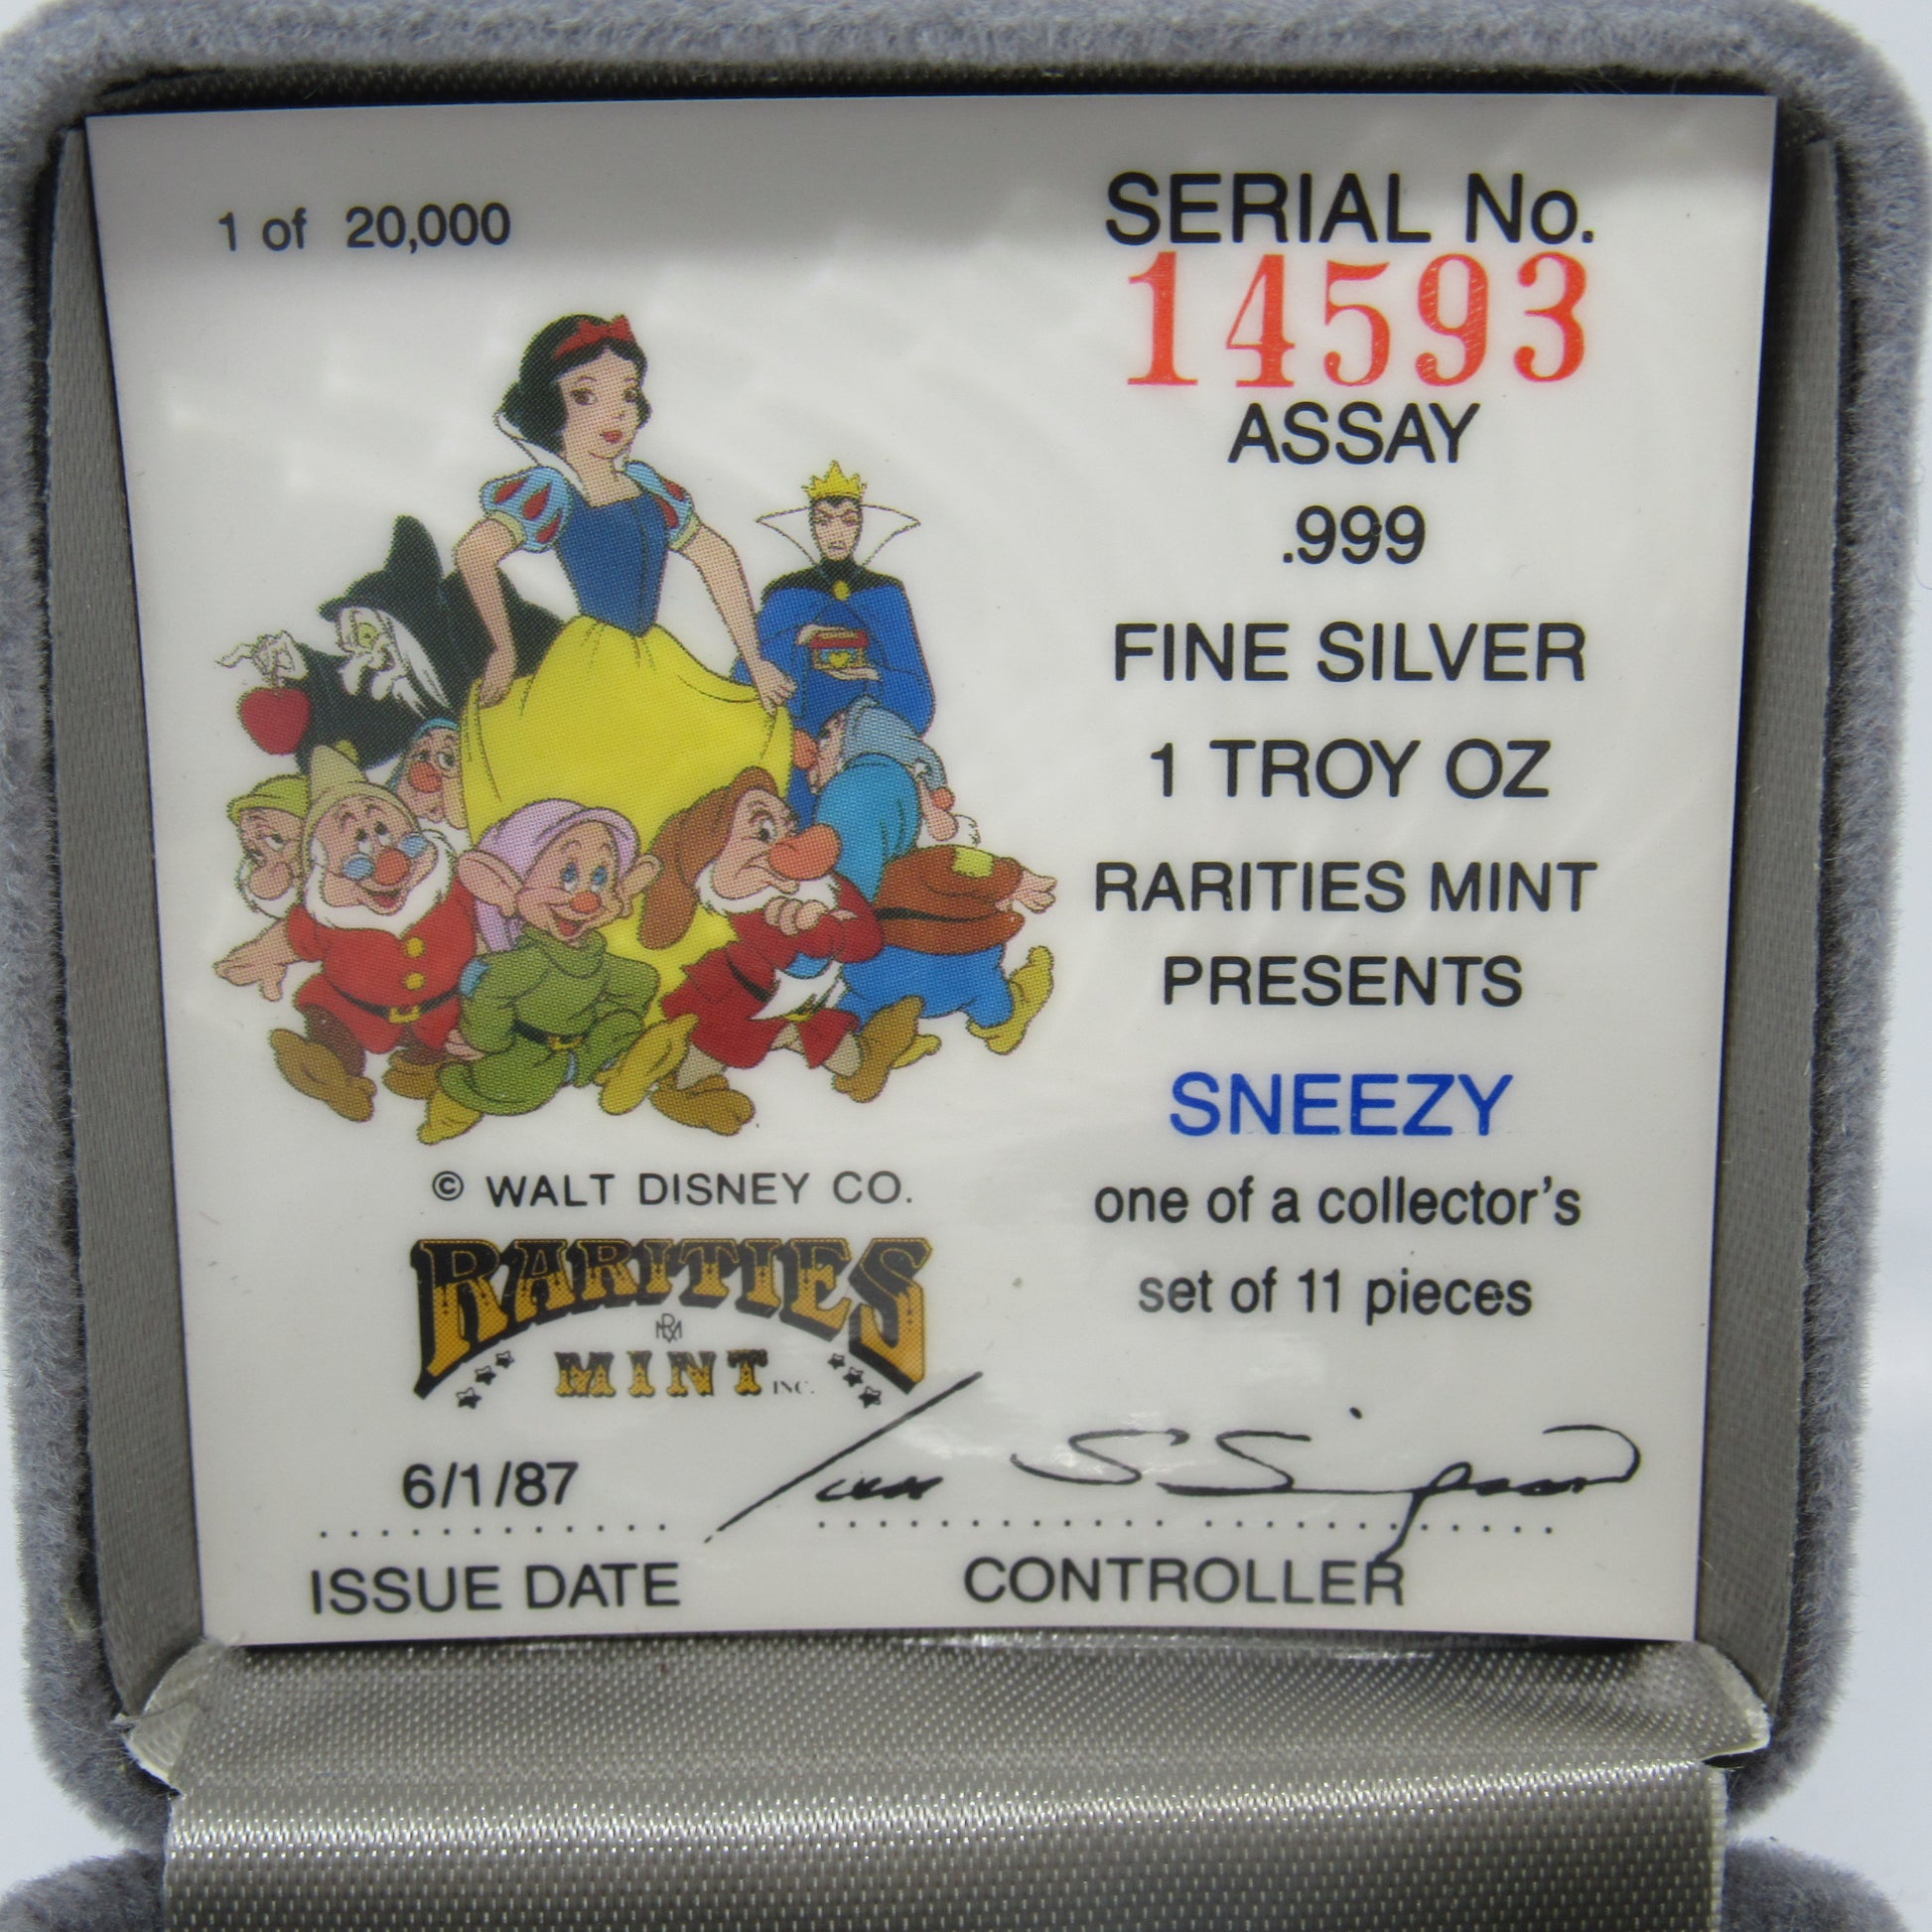 1 of 20,000
SERIAL No.
14593
ASSAY
.999
FINE SILVER
1 TROY OZ
RARITIES MINT
PRESENTS
SNEEZY
one of a collector's
set of 11 pieces
© WALT DISNEY CO.
RARITIES
MINT INC.
6/1/87
ISSUE DATE
CONTROLLER